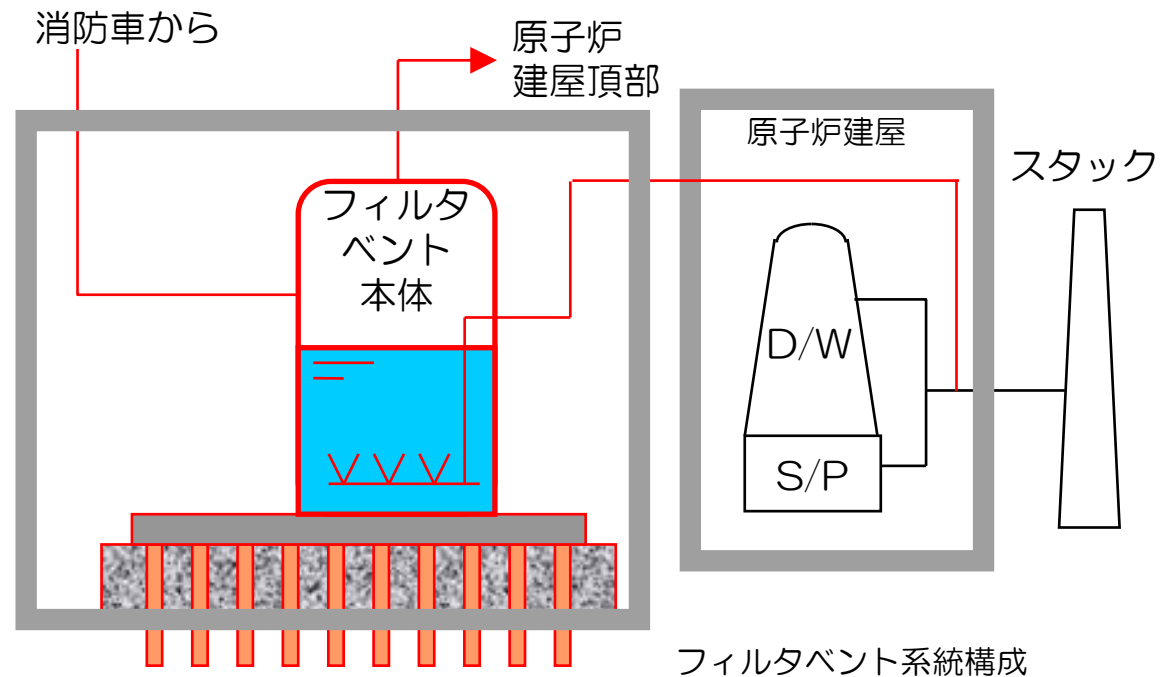 消防車から
原子炉
建屋頂部
原子炉建屋
スタック
フィルタ
ベント
本体
D/W
S/P
フィルタベント系統構成